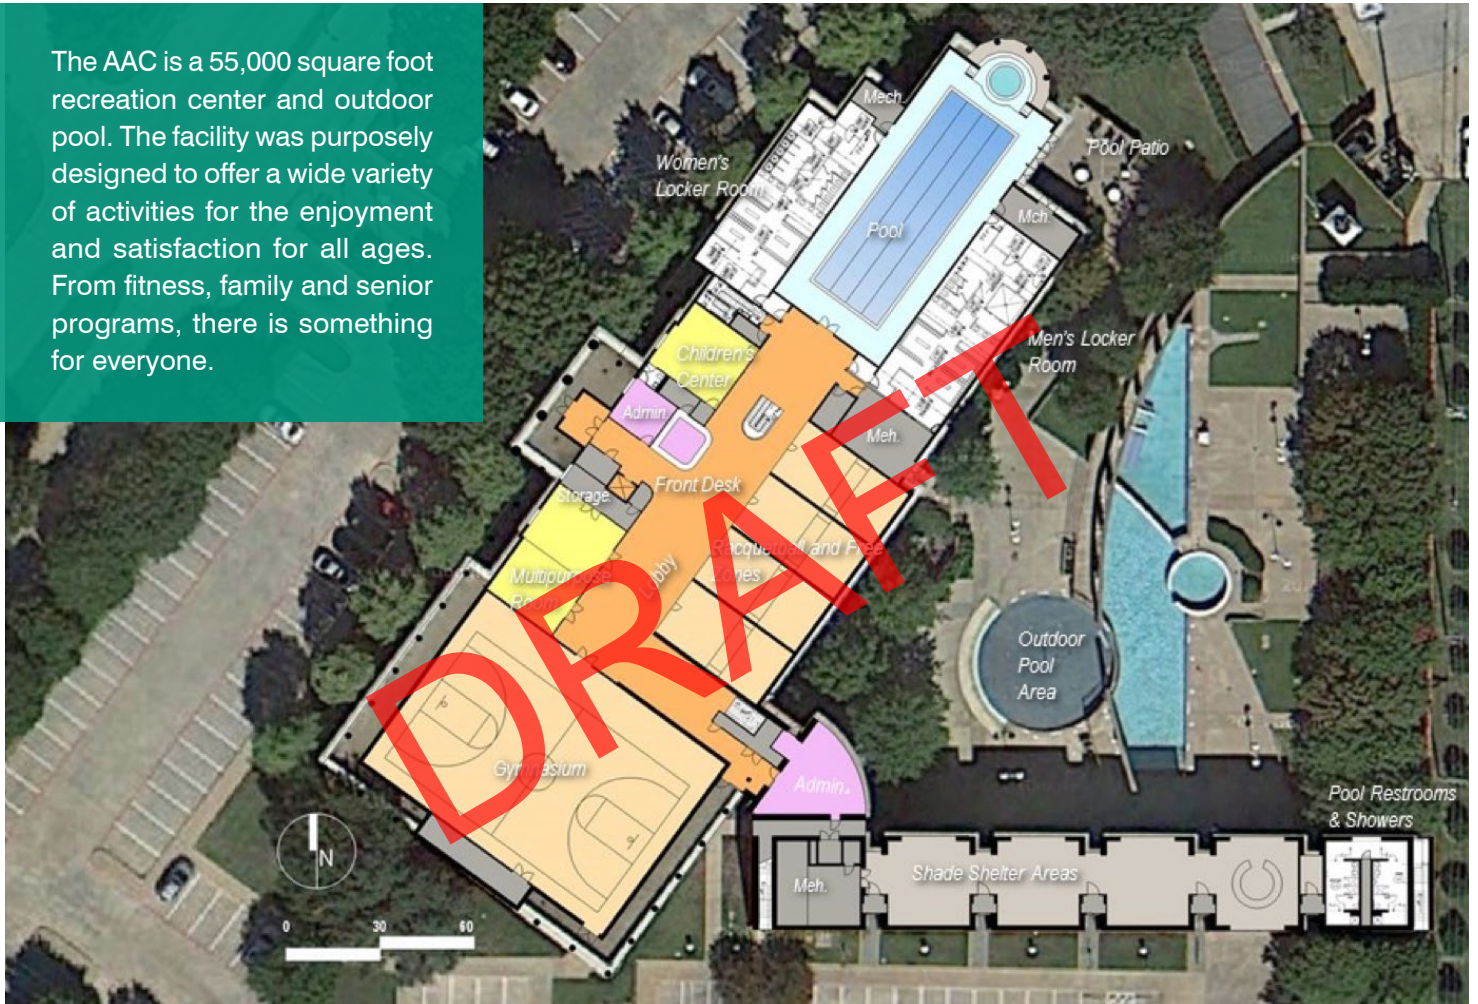 The AAC is a 55,000 square foot
recreation center and outdoor
pool. The facility was purposely
designed to offer a wide variety
of activities for the enjoyment
and satisfaction for all ages.
From fitness, family and senior
programs, there is something
for everyone.
Mech.
Women's
Locker Room
Pool Patio
Mch.
Pool
Men's Locker
Room
Children's
Center
Admin.
Meh.
Front Desk
Storage
Racquetball and Free
Zones
Lobby
Multipurpose
Room
Outdoor
Pool
Area
Gymnasium
Admin.
Pool Restrooms
& Showers
Shade Shelter Areas
Meh.
N
0 30 60
DRAFT